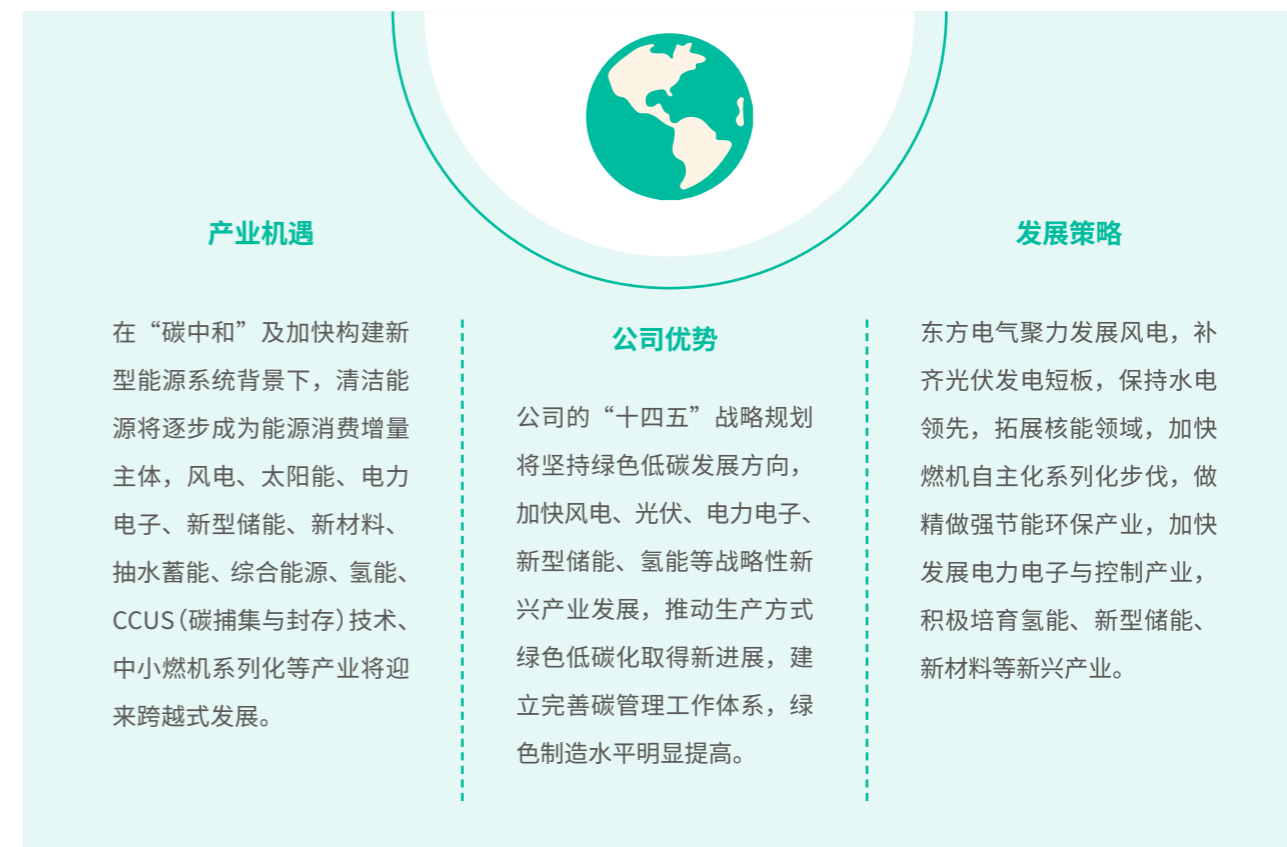 产业机遇
在“碳中和”及加快构建新
型能源系统背景下，清洁能
源将逐步成为能源消费增量
主体，风电、太阳能、电力
电子、新型储能、新材料、
抽水蓄能、综合能源、氢能、
CCUS（碳捕集与封存）技术、
中小燃机系列化等产业将迎
来跨越式发展。
公司优势
公司的“十四五”战略规划
将坚持绿色低碳发展方向，
加快风电、光伏、电力电子、
新型储能、氢能等战略性新
兴产业发展，推动生产方式
绿色低碳化取得新进展，建
立完善碳管理工作体系，绿
色制造水平明显提高。
发展策略
东方电气聚力发展风电，补
齐光伏发电短板，保持水电
领先，拓展核能领域，加快
燃机自主化系列化步伐，做
精做强节能环保产业，加快
发展电力电子与控制产业，
积极培育氢能、新型储能、
新材料等新兴产业。